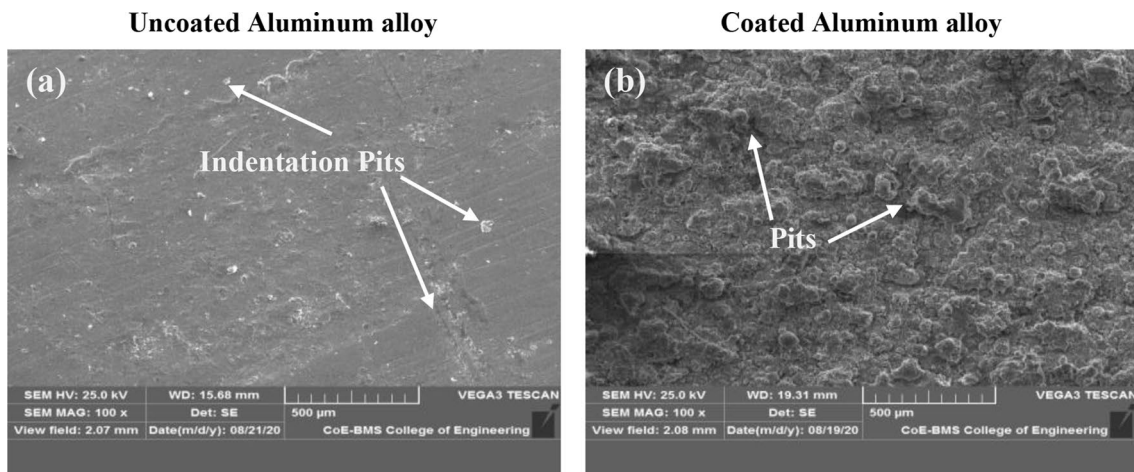 Uncoated Aluminum alloy
Coated Aluminum alloy
(a)
Indentation Pits
SEM HV: 25.0 kV WD: 15.68 mm VEGA3 TESCAN
SEM MAG: 100 x Det: SE 500 µm
View field: 2.07 mm Date(m/d/y): 08/21/20 CoE-BMS College of Engineering
(b)
Pits
SEM HV: 25.0 kV WD: 19.31 mm VEGA3 TESCAN
SEM MAG: 100 x Det: SE 500 µm
View field: 2.08 mm Date(m/d/y): 08/19/20 CoE-BMS College of Engineering